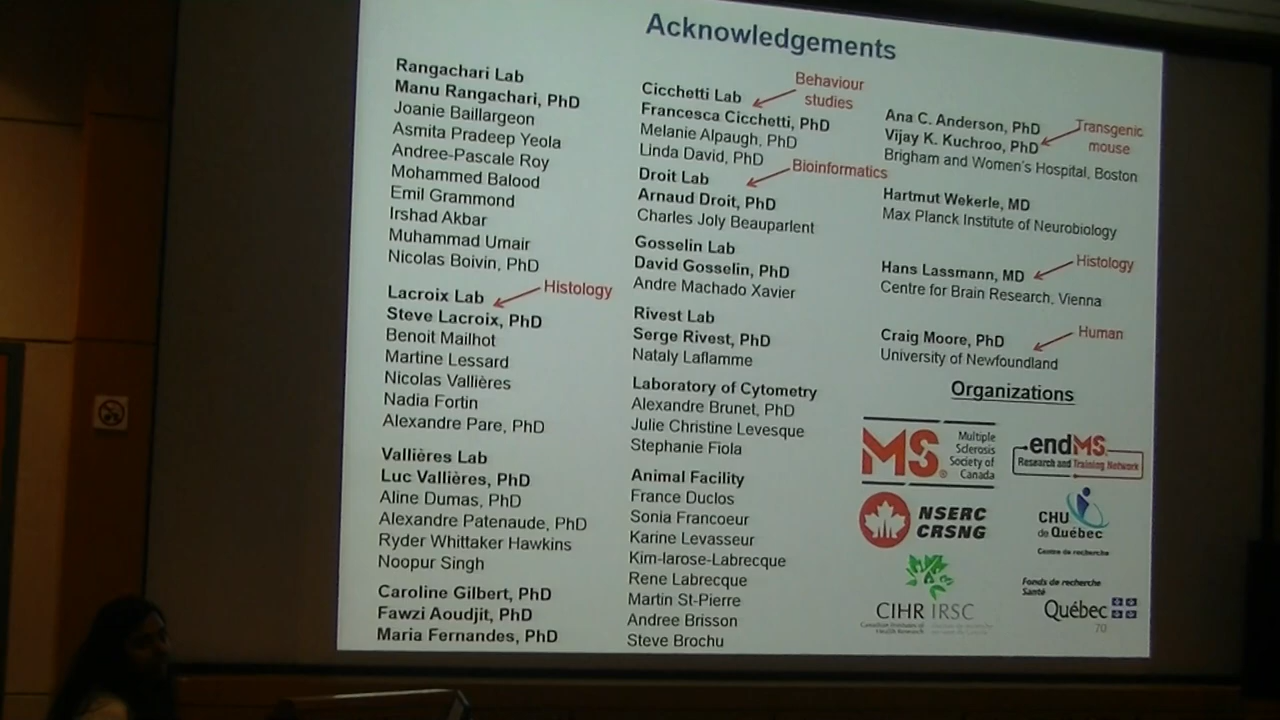 Acknowledgements
Rangachari Lab
Manu Rangachari, PhD
Joanie Baillargeon
Asmita Pradeep Yeola
Andree-Pascale Roy
Mohammed Balood
Emil Grammond
Irshad Akbar
Muhammad Umair
Nicolas Boivin, PhD
Lacroix Lab
Histology
Steve Lacroix, PhD
Benoit Mailhot
Martine Lessard
Nicolas Vallières
Nadia Fortin
Alexandre Pare, PhD
Vallières Lab
Luc Vallières, PhD
Aline Dumas, PhD
Alexandre Patenaude, PhD
Ryder Whittaker Hawkins
Noopur Singh
Caroline Gilbert, PhD
Fawzi Aoudjit, PhD
Maria Fernandes, PhD
Cicchetti Lab
Behaviour
studies
Francesca Cicchetti, PhD
Melanie Alpaugh, PhD
Linda David, PhD
Droit Lab
Bioinformatics
Arnaud Droit, PhD
Charles Joly Beauparlent
Gosselin Lab
David Gosselin, PhD
Andre Machado Xavier
Rivest Lab
Serge Rivest, PhD
Nataly Laflamme
Laboratory of Cytometry
Alexandre Brunet, PhD
Julie Christine Levesque
Stephanie Fiola
Animal Facility
France Duclos
Sonia Francoeur
Karine Levasseur
Kim-larose-Labrecque
Rene Labrecque
Martin St-Pierre
Andree Brisson
Steve Brochu
Ana C. Anderson, PhD
Vijay K. Kuchroo, PhD
Transgenic
mouse
Brigham and Women's Hospital, Boston
Hartmut Wekerle, MD
Max Planck Institute of Neurobiology
Hans Lassmann, MD
Histology
Centre for Brain Research, Vienna
Craig Moore, PhD
Human
University of Newfoundland
Organizations
MS®
Multiple
Sclerosis
Society of
Canada
endMS
Research and Training Network
NSERC
CRSNG
CHU
de Québec
Centre de recherche
CIHR IRSC
Canadian Institutes of
Health Research
Fonds de recherche
Santé
Québec
70